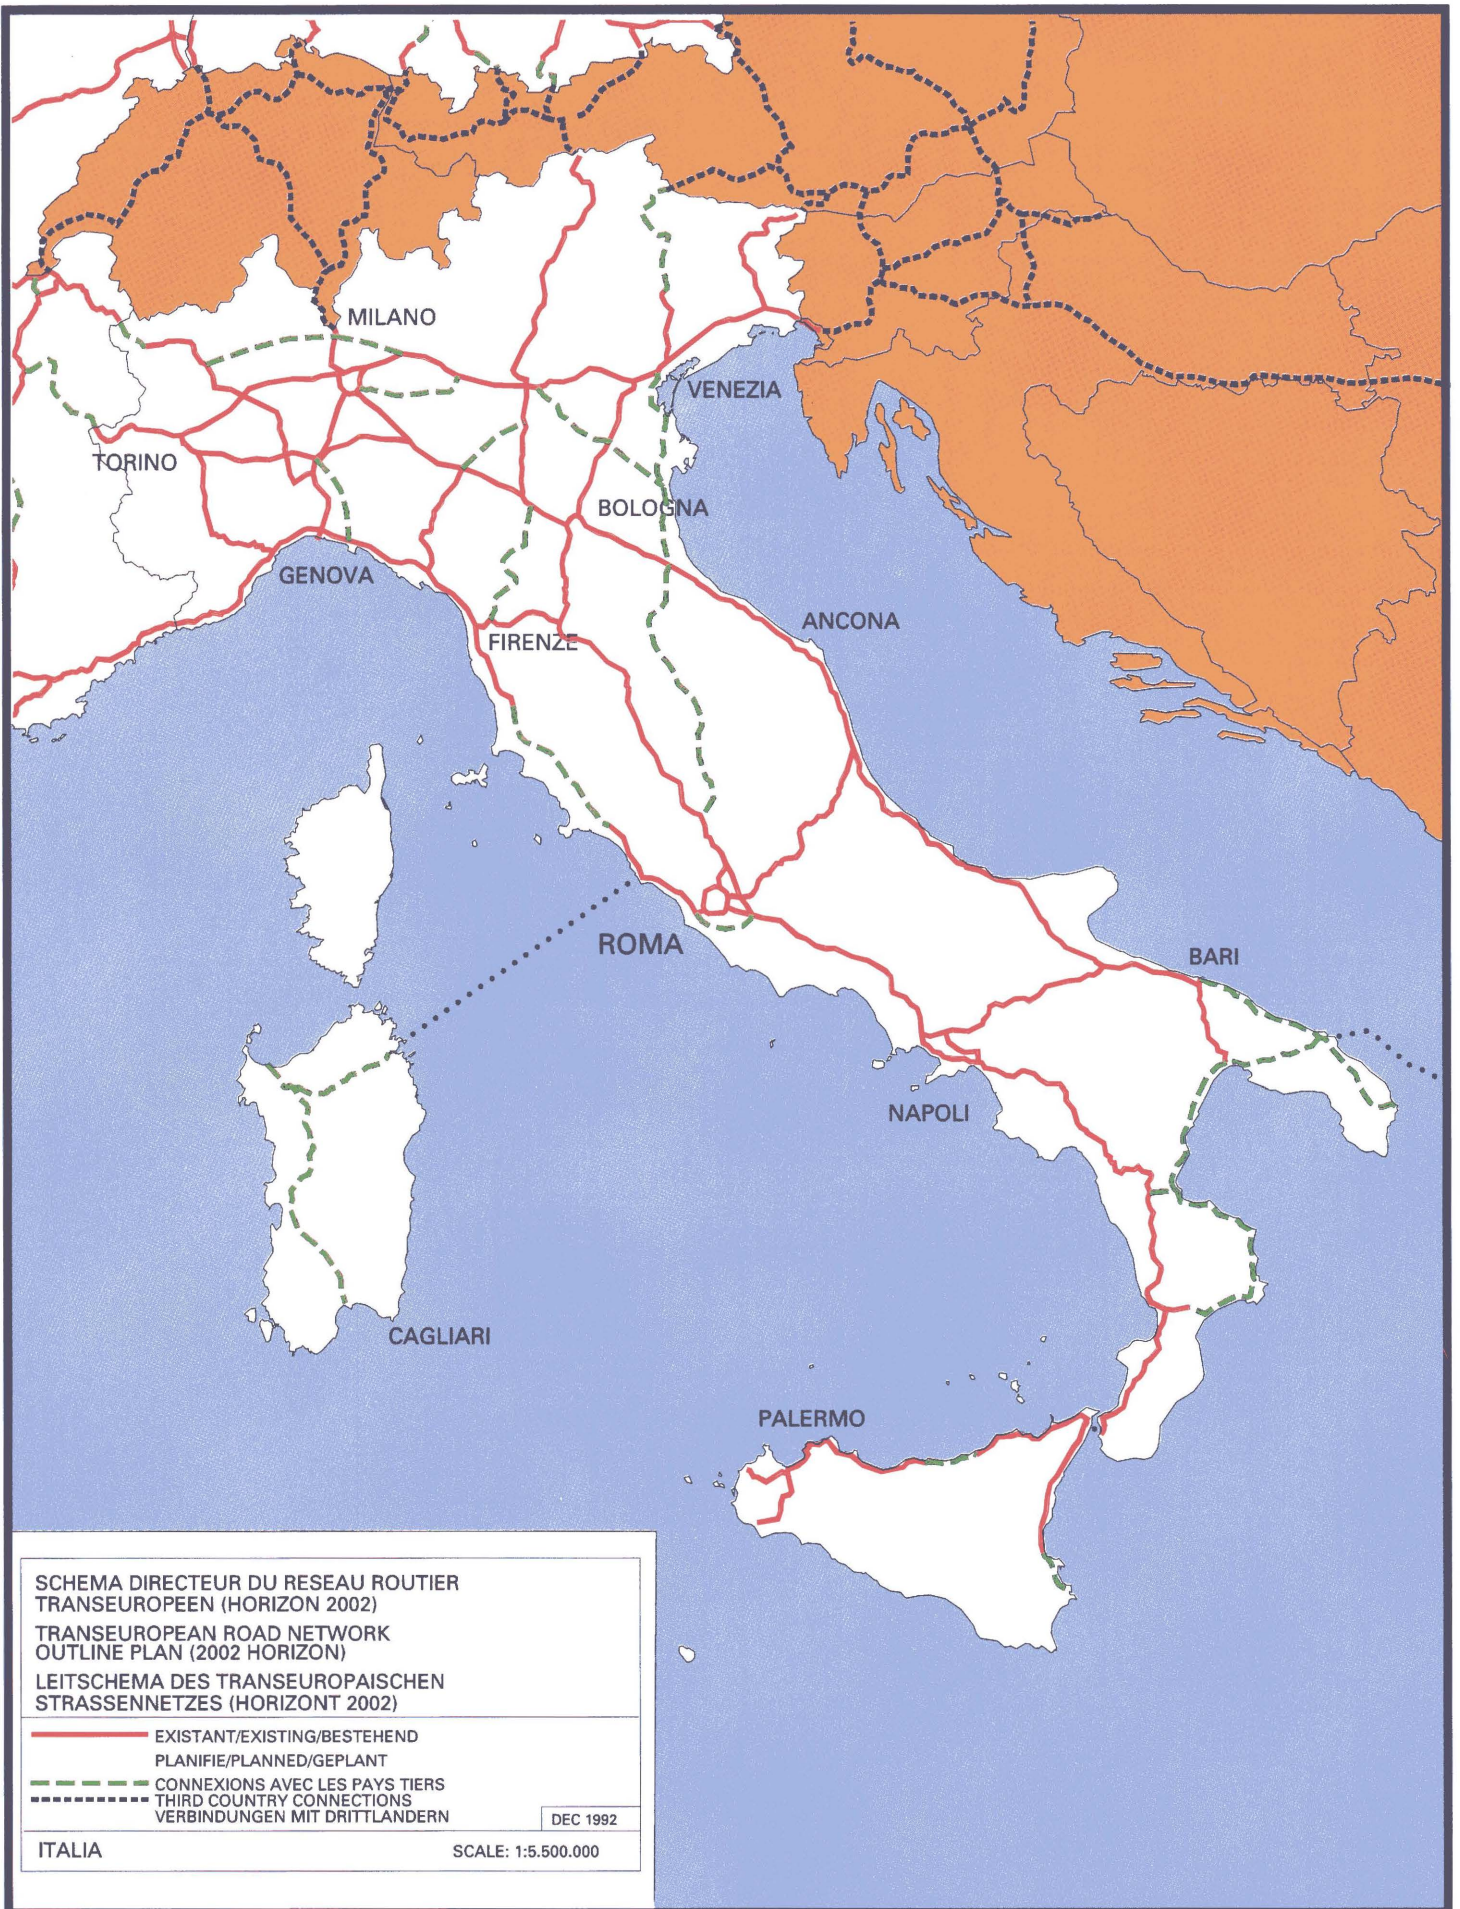 MILANO
VENEZIA
TORINO
BOLOGNA
GENOVA
ANCONA
FIRENZE
ROMA
BARI
NAPOLI
CAGLIARI
PALERMO
SCHEMA DIRECTEUR DU RESEAU ROUTIER
TRANSEUROPEEN (HORIZON 2002)
TRANSEUROPEAN ROAD NETWORK
OUTLINE PLAN (2002 HORIZON)
LEITSCHEMA DES TRANSEUROPAISCHEN
STRASSENNETZES (HORIZONT 2002)
EXISTANT/EXISTING/BESTEHEND
PLANIFIE/PLANNED/GEPLANT
CONNEXIONS AVEC LES PAYS TIERS
THIRD COUNTRY CONNECTIONS
VERBINDUNGEN MIT DRITTLANDERN
DEC 1992
ITALIA
SCALE: 1:5.500.000